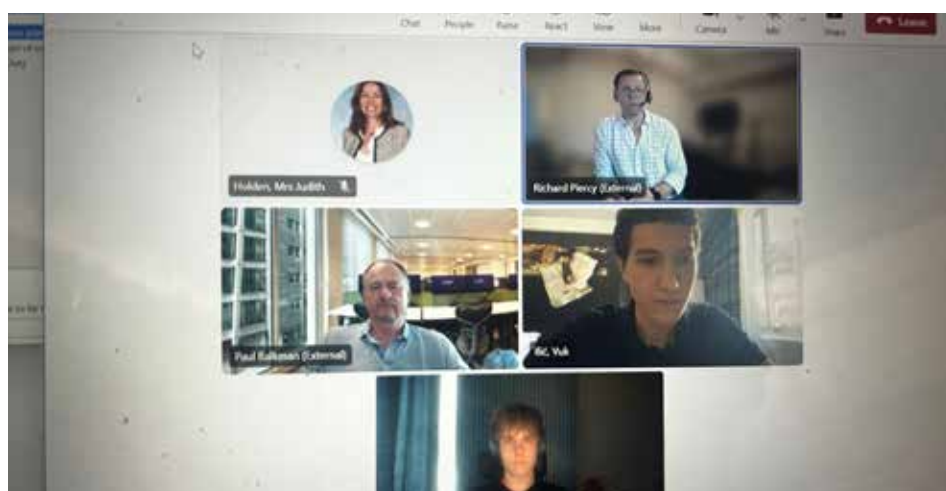 Chat People Raise React View More Camera Mic Share Leave
Holden, Mrs Judith
Richard Piercy (External)
Paul Balkman (External)
Ilic, Vuk